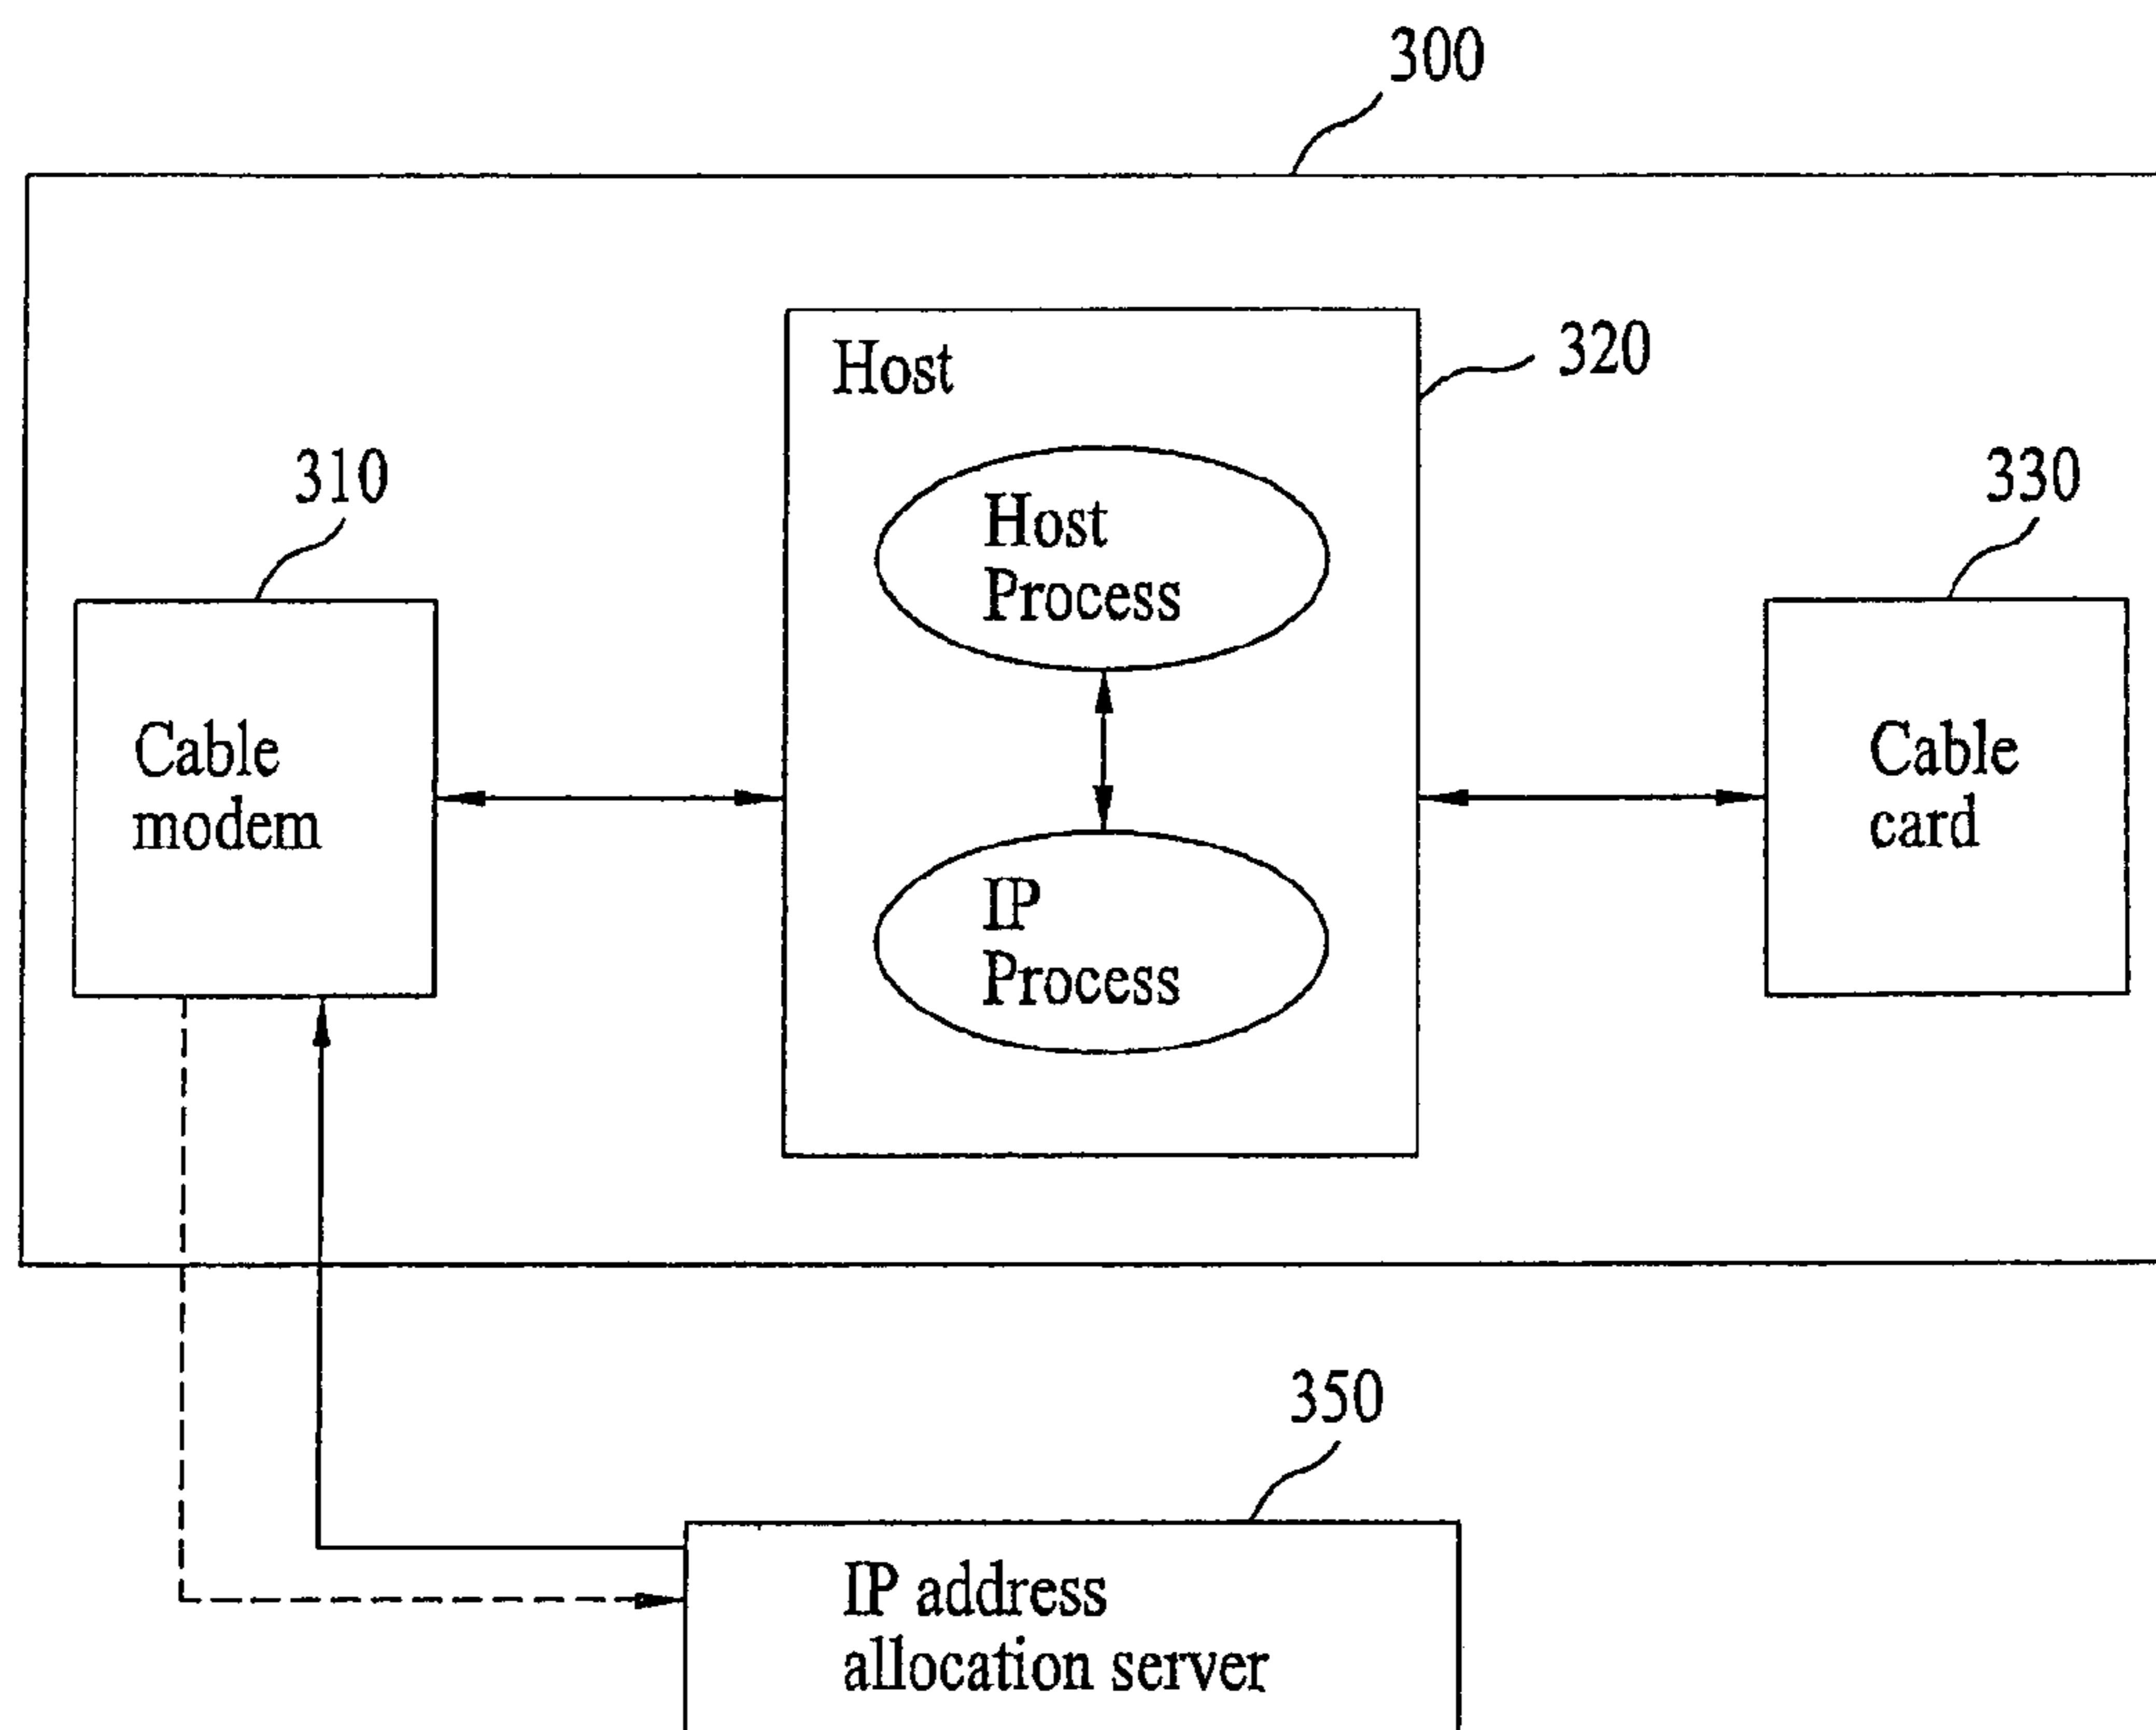 300
Host
320
310
330
Host
Process
Cable
modem
Cable
card
IP
Process
350
IP address
allocation server